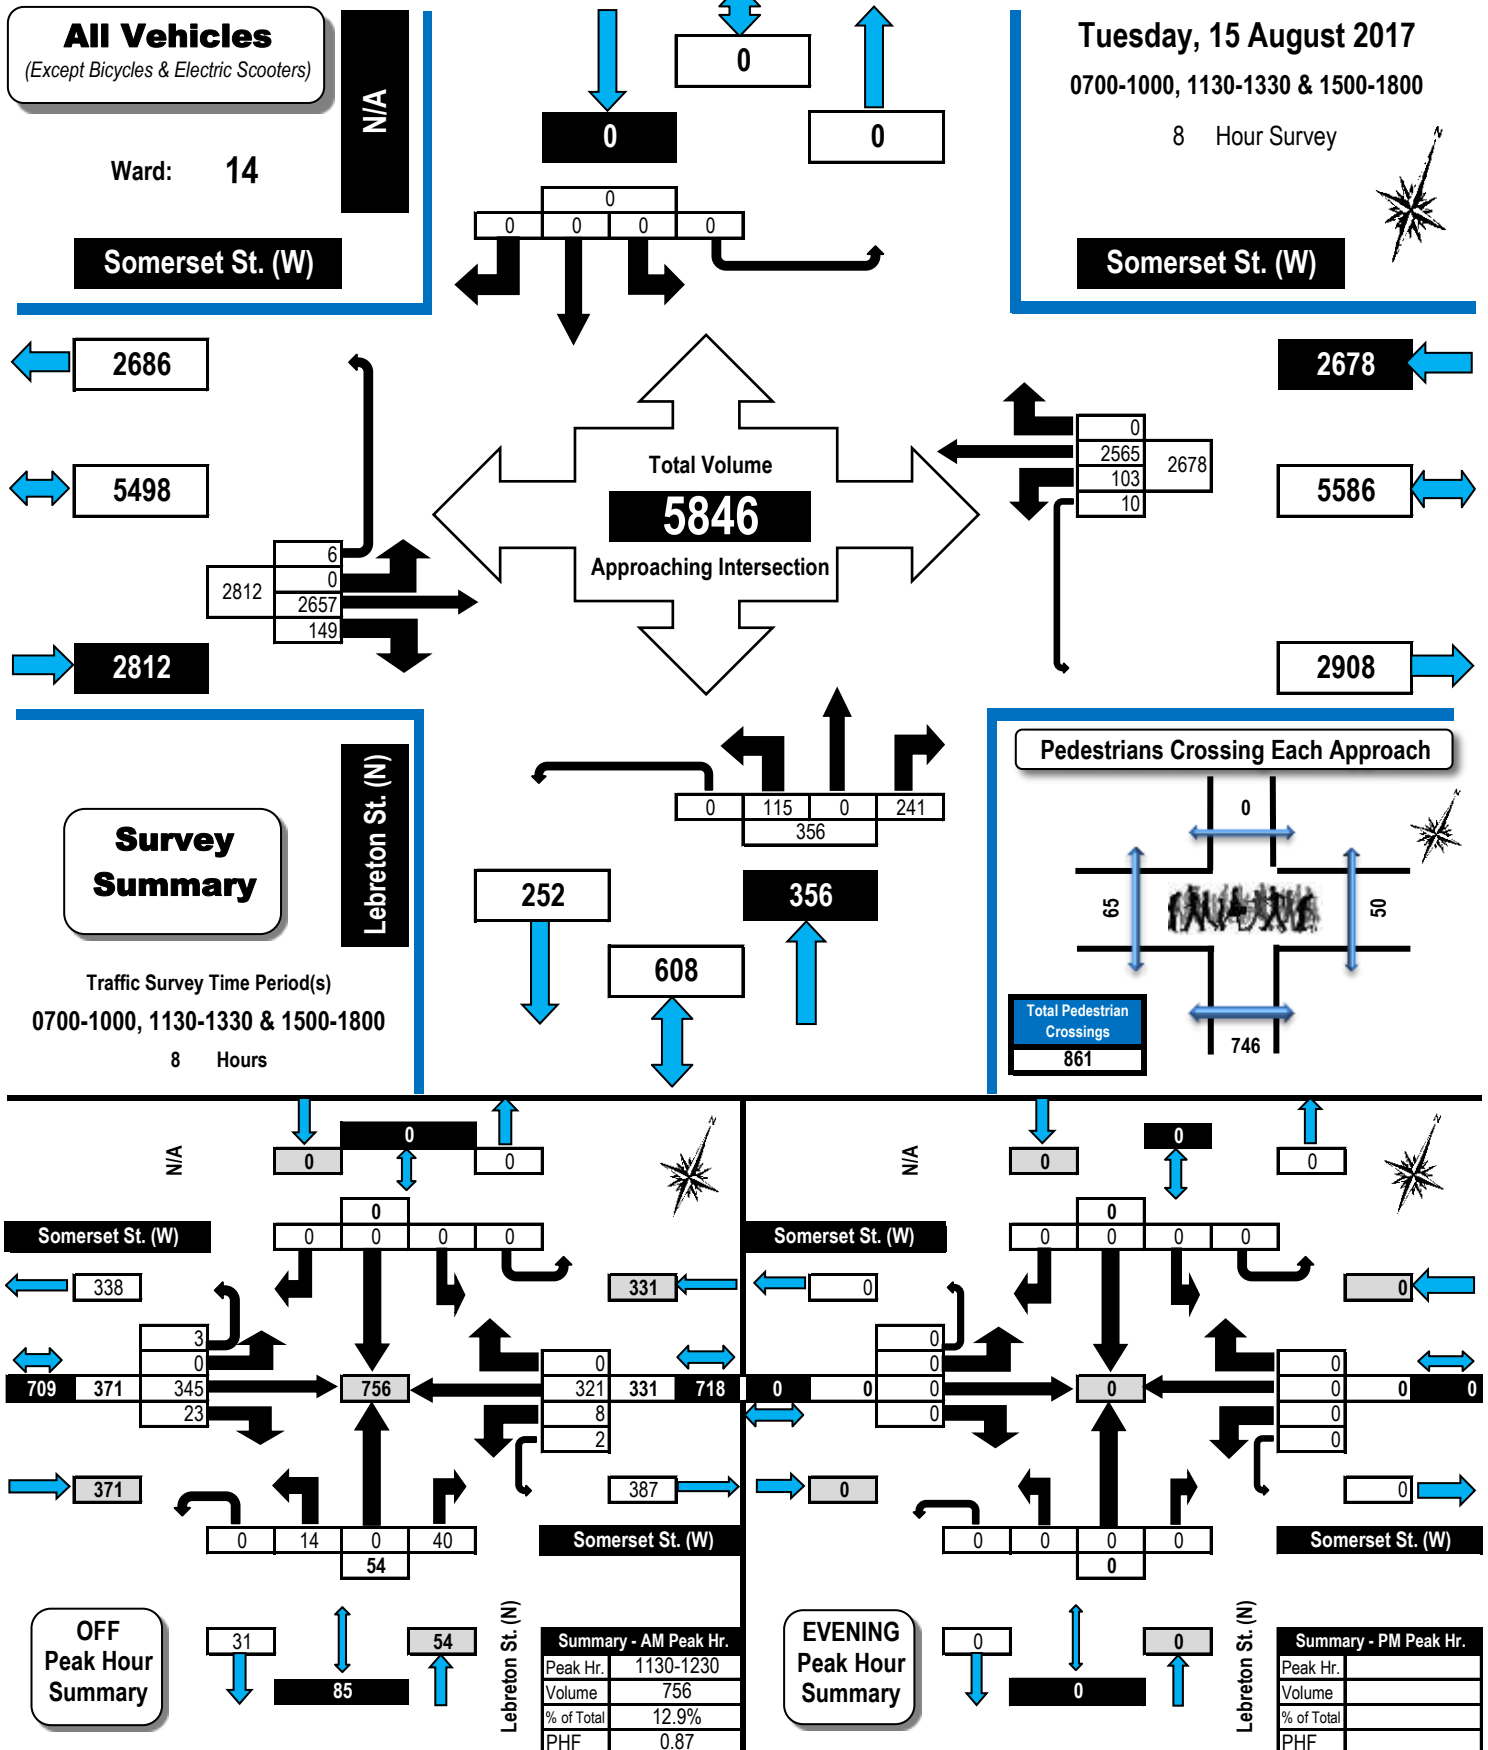 All Vehicles
(Except Bicycles & Electric Scooters)
N/A
Ward: 14
Somerset St. (W)
0
0
0
0
0 0 0 0
Tuesday, 15 August 2017
0700-1000, 1130-1330 & 1500-1800
8 Hour Survey
N
Somerset St. (W)
2686
5498
2812
6
0
2657
149
2812
Total Volume
5846
Approaching Intersection
2678
0
2565
103
10
2678
5586
2908
Survey
Summary
Lebreton St. (N)
Traffic Survey Time Period(s)
0700-1000, 1130-1330 & 1500-1800
8 Hours
0 115 0 241
356
252
356
608
Pedestrians Crossing Each Approach
N
0
65
50
746
Total Pedestrian
Crossings
861
N/A
0
0
0
N
0
0 0 0 0
Somerset St. (W)
338
331
3
0
345
23
709 371
756
0
321
8
2
331 718
371
387
0 14 0 40
54
Somerset St. (W)
OFF
Peak Hour
Summary
31
54
85
Lebreton St. (N)
Summary - AM Peak Hr.
Peak Hr. 1130-1230
Volume 756
% of Total 12.9%
PHF 0.87
N/A
0
0
0
N
0
0 0 0 0
Somerset St. (W)
0
0
0
0
0
0
0 0
0
0
0
0
0
0 0
0
0
0 0 0 0
0
Somerset St. (W)
EVENING
Peak Hour
Summary
0
0
0
Lebreton St. (N)
Summary - PM Peak Hr.
Peak Hr.
Volume
% of Total
PHF